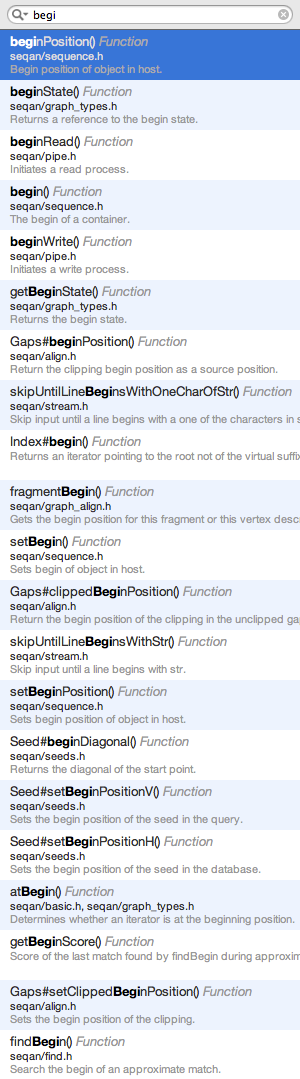 begi
beginPosition() Function
seqan/sequence.h
Begin position of object in host.
beginState() Function
seqan/graph_types.h
Returns a reference to the begin state.
beginRead() Function
seqan/pipe.h
Initiates a read process.
begin() Function
seqan/sequence.h
The begin of a container.
beginWrite() Function
seqan/pipe.h
Initiates a write process.
getBeginState() Function
seqan/graph_types.h
Returns the begin state.
Gaps#beginPosition() Function
seqan/align.h
Return the clipping begin position as a source position.
skipUntilLineBeginsWithOneCharOfStr() Function
seqan/stream.h
Skip input until a line begins with a one of the characters in s
Index#begin() Function
Returns an iterator pointing to the root not of the virtual suffix
fragmentBegin() Function
seqan/graph_align.h
Gets the begin position for this fragment or this vertex desc
setBegin() Function
seqan/sequence.h
Sets begin of object in host.
Gaps#clippedBeginPosition() Function
seqan/align.h
Return the begin position of the clipping in the unclipped ga
skipUntilLineBeginsWithStr() Function
seqan/stream.h
Skip input until a line begins with str.
setBeginPosition() Function
seqan/sequence.h
Sets begin position of object in host.
Seed#beginDiagonal() Function
seqan/seeds.h
Returns the diagonal of the start point.
Seed#setBeginPositionV() Function
seqan/seeds.h
Sets the begin position of the seed in the query.
Seed#setBeginPositionH() Function
seqan/seeds.h
Sets the begin position of the seed in the database.
atBegin() Function
seqan/basic.h, seqan/graph_types.h
Determines whether an iterator is at the beginning position.
getBeginScore() Function
Score of the last match found by findBegin during approxim
Gaps#setClippedBeginPosition() Function
seqan/align.h
Sets the begin position of the clipping.
findBegin() Function
seqan/find.h
Search the begin of an approximate match.